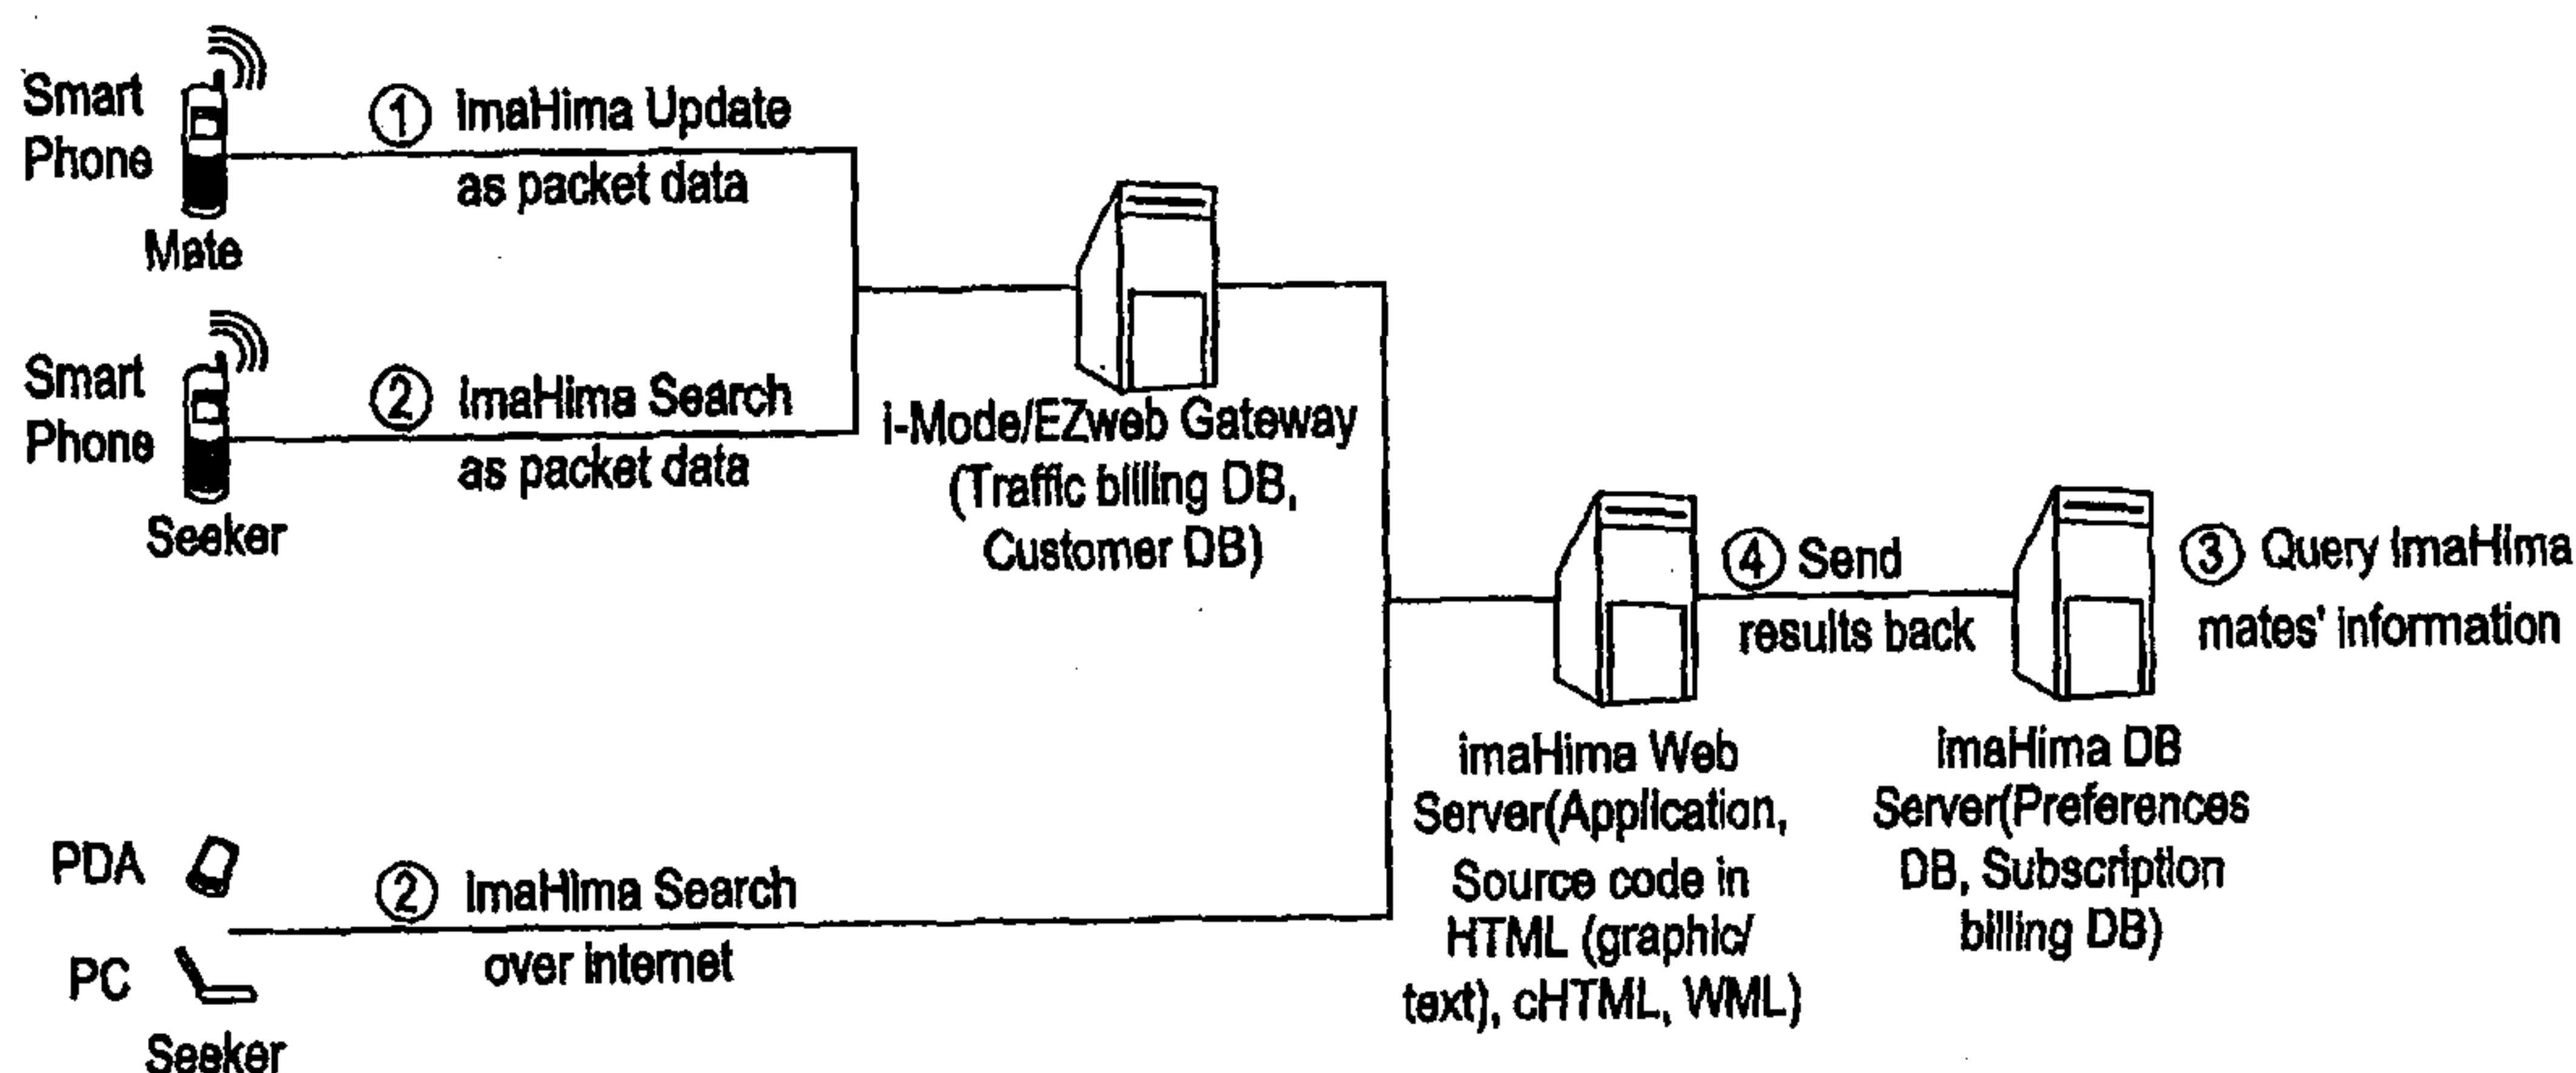 Smart
Phone
① ImaHima Update
as packet data
Mate
Smart
Phone
② ImaHima Search
as packet data
Seeker
i-Mode/EZweb Gateway
(Traffic billing DB,
Customer DB)
④ Send
results back
③ Query ImaHima
mates' information
imaHima Web
Server(Application,
Source code in
HTML (graphic/
text), cHTML, WML)
ImaHima DB
Server(Preferences
DB, Subscription
billing DB)
PDA
PC
② ImaHima Search
over internet
Seeker